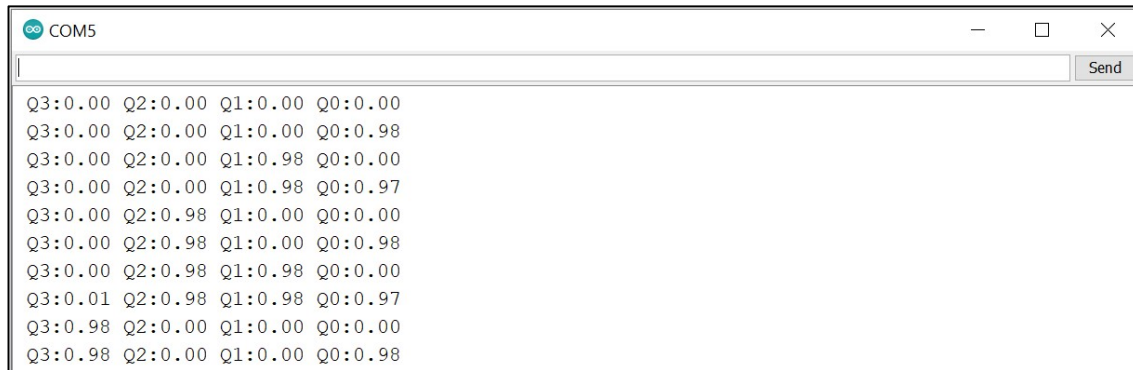 COM5
Send
Q3:0.00 Q2:0.00 Q1:0.00 Q0:0.00
Q3:0.00 Q2:0.00 Q1:0.00 Q0:0.98
Q3:0.00 Q2:0.00 Q1:0.98 Q0:0.00
Q3:0.00 Q2:0.00 Q1:0.98 Q0:0.97
Q3:0.00 Q2:0.98 Q1:0.00 Q0:0.00
Q3:0.00 Q2:0.98 Q1:0.00 Q0:0.98
Q3:0.00 Q2:0.98 Q1:0.98 Q0:0.00
Q3:0.01 Q2:0.98 Q1:0.98 Q0:0.97
Q3:0.98 Q2:0.00 Q1:0.00 Q0:0.00
Q3:0.98 Q2:0.00 Q1:0.00 Q0:0.98